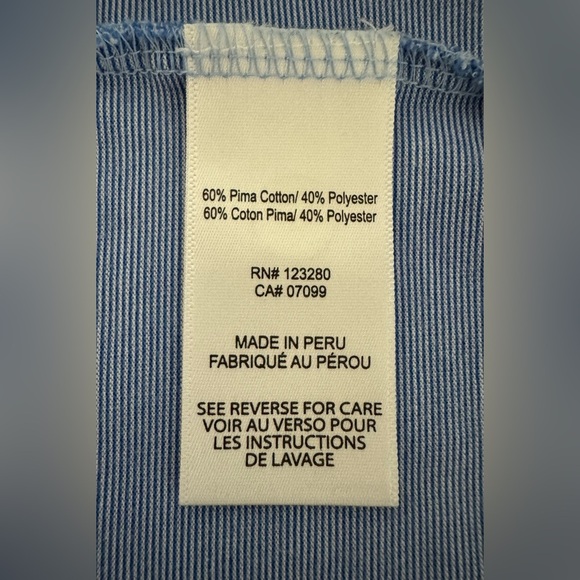 60% Pima Cotton/ 40% Polyester
60% Coton Pima/ 40% Polyester
RN# 123280
CA# 07099
MADE IN PERU
FABRIQUÉ AU PÉROU
SEE REVERSE FOR CARE
VOIR AU VERSO POUR
LES INSTRUCTIONS
DE LAVAGE